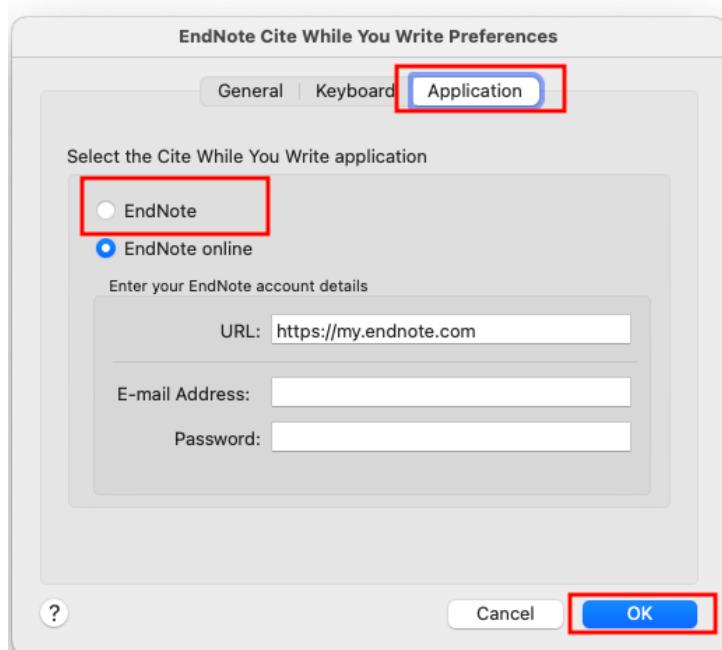 EndNote Cite While You Write Preferences
General Keyboard Application
Select the Cite While You Write application
EndNote
EndNote online
Enter your EndNote account details
URL: https://my.endnote.com
E-mail Address:
Password:
? Cancel OK